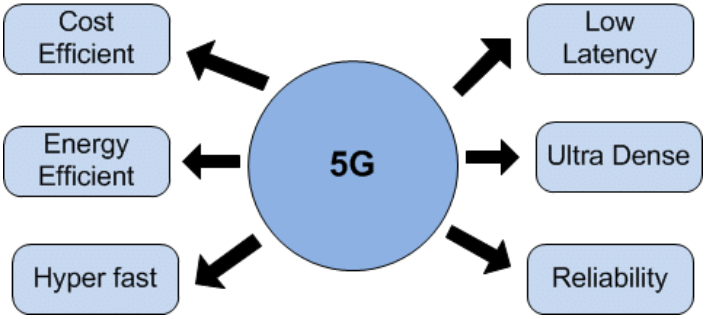 Cost
Efficient
Low
Latency
Energy
Efficient
5G
Ultra Dense
Hyper fast
Reliability